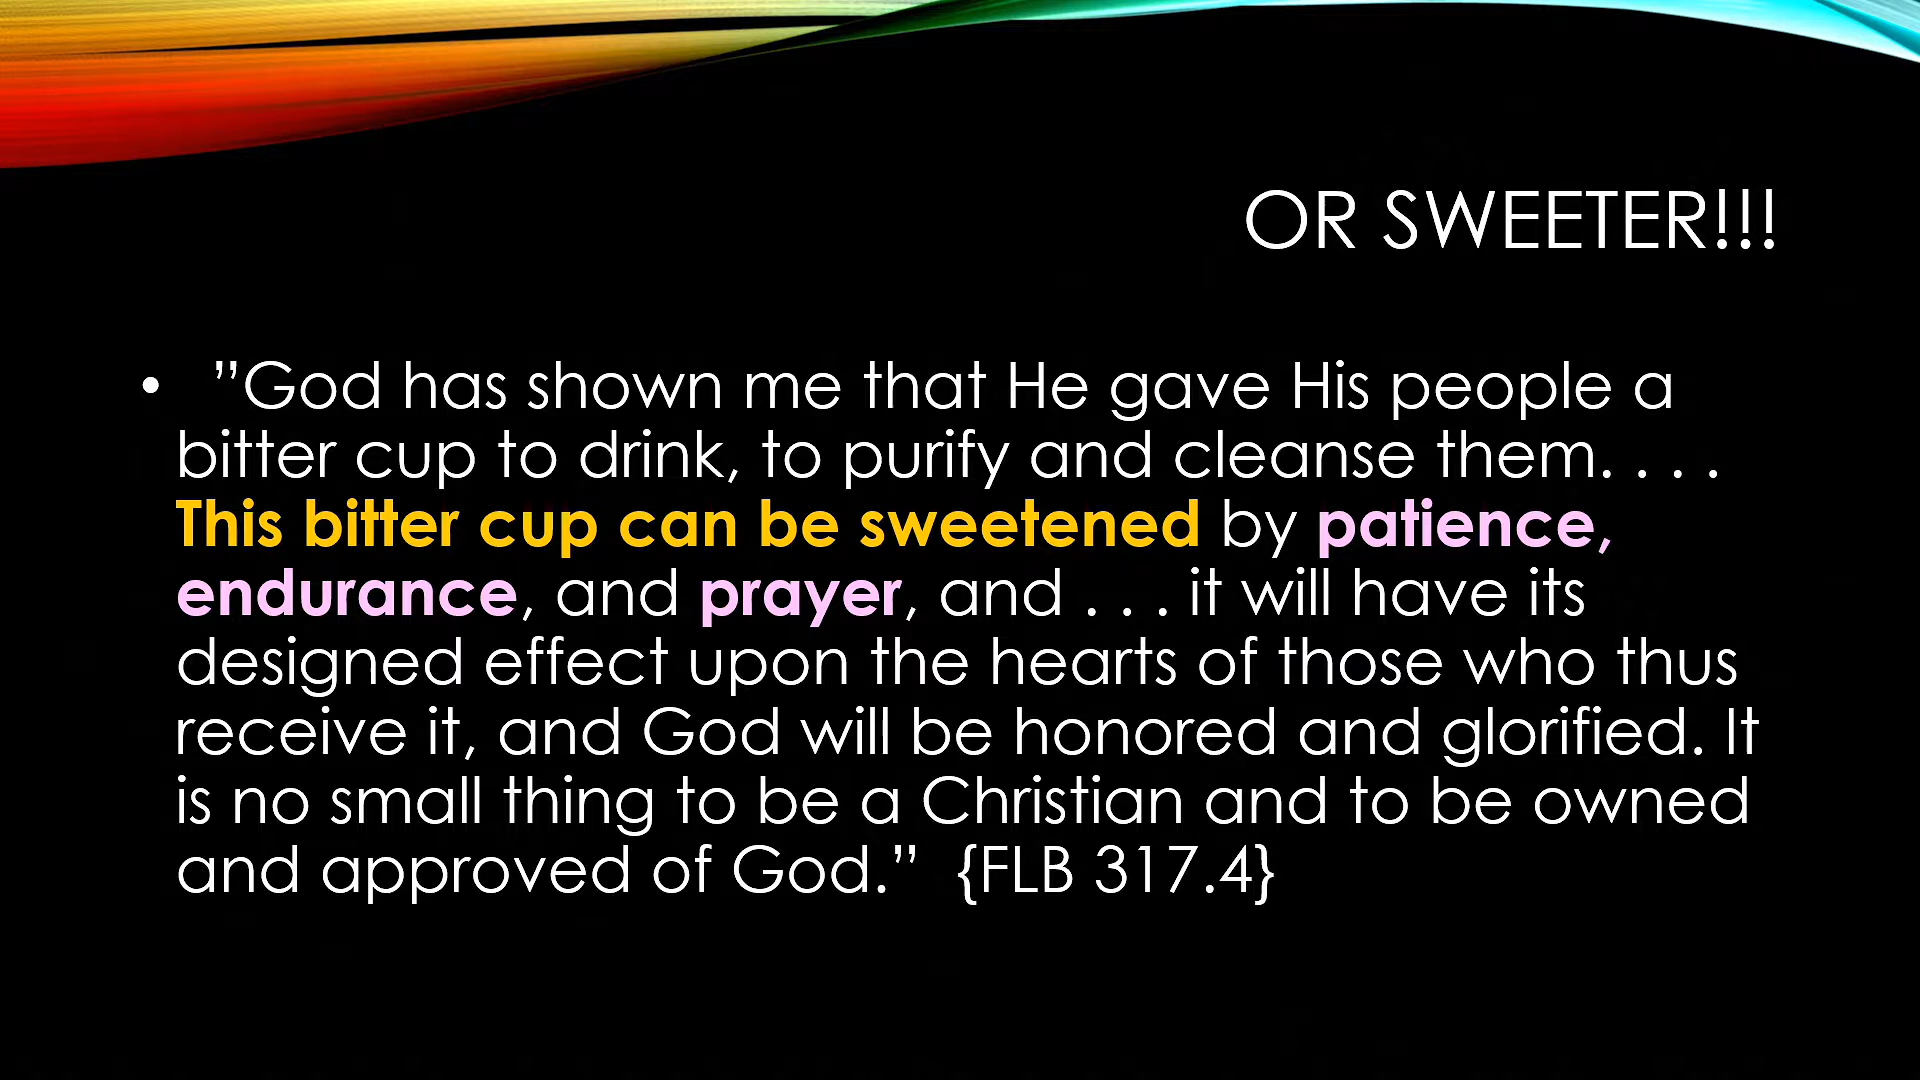 OR SWEETER!!!
• ”God has shown me that He gave His people a
bitter cup to drink, to purify and cleanse them. . . .
This bitter cup can be sweetened by patience,
endurance, and prayer, and . . . it will have its
designed effect upon the hearts of those who thus
receive it, and God will be honored and glorified. It
is no small thing to be a Christian and to be owned
and approved of God.” {FLB 317.4}